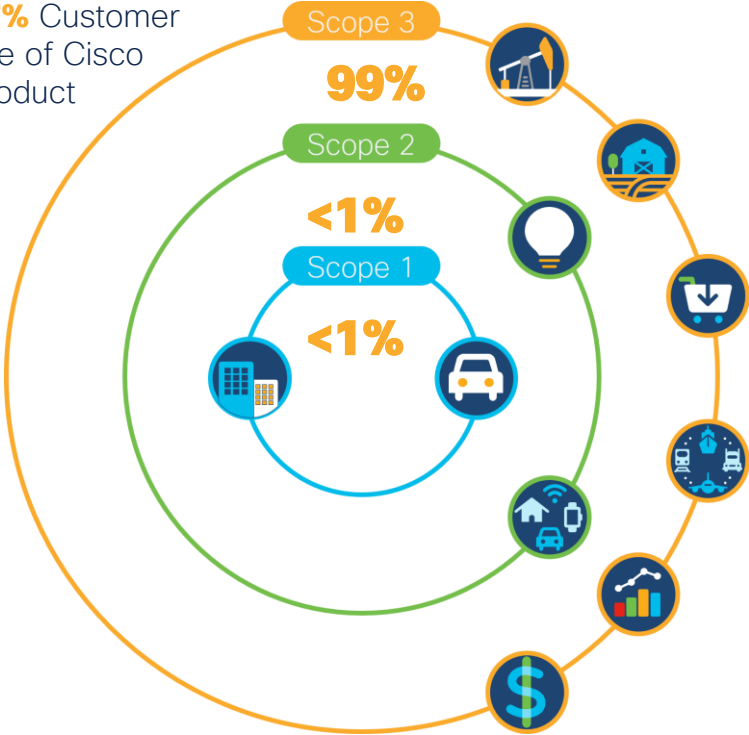 % Customer
e of Cisco
oduct
Scope 3
99%
Scope 2
<1%
Scope 1
<1%